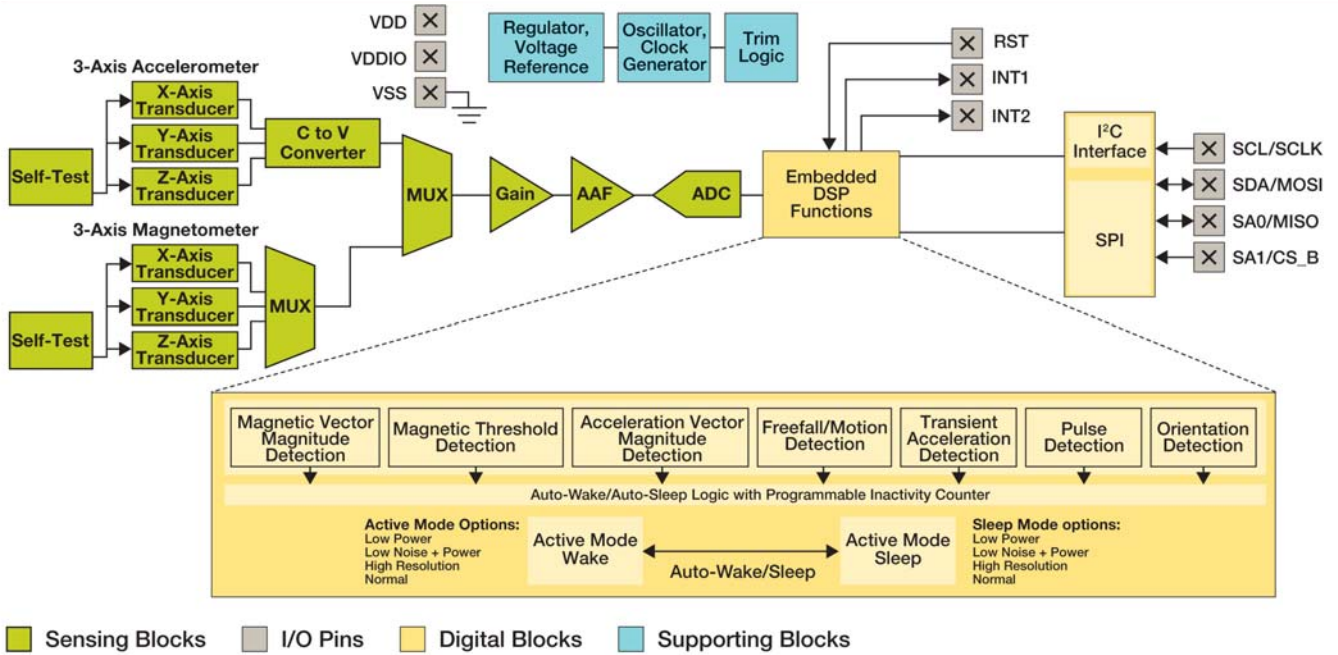 VDD
VDDIO
VSS
Regulator,
Voltage
Reference
Oscillator,
Clock
Generator
Trim
Logic
RST
INT1
INT2
3-Axis Accelerometer
Self-Test
X-Axis
Transducer
Y-Axis
Transducer
Z-Axis
Transducer
C to V
Converter
MUX
Gain
AAF
ADC
Embedded
DSP
Functions
I²C
Interface
SPI
SCL/SCLK
SDA/MOSI
SA0/MISO
SA1/CS_B
3-Axis Magnetometer
Self-Test
X-Axis
Transducer
Y-Axis
Transducer
Z-Axis
Transducer
MUX
Magnetic Vector
Magnitude
Detection
Magnetic Threshold
Detection
Acceleration Vector
Magnitude
Detection
Freefall/Motion
Detection
Transient
Acceleration
Detection
Pulse
Detection
Orientation
Detection
Auto-Wake/Auto-Sleep Logic with Programmable Inactivity Counter
Active Mode Options:
Low Power
Low Noise + Power
High Resolution
Normal
Active Mode
Wake
Auto-Wake/Sleep
Active Mode
Sleep
Sleep Mode options:
Low Power
Low Noise + Power
High Resolution
Normal
Sensing Blocks
I/O Pins
Digital Blocks
Supporting Blocks